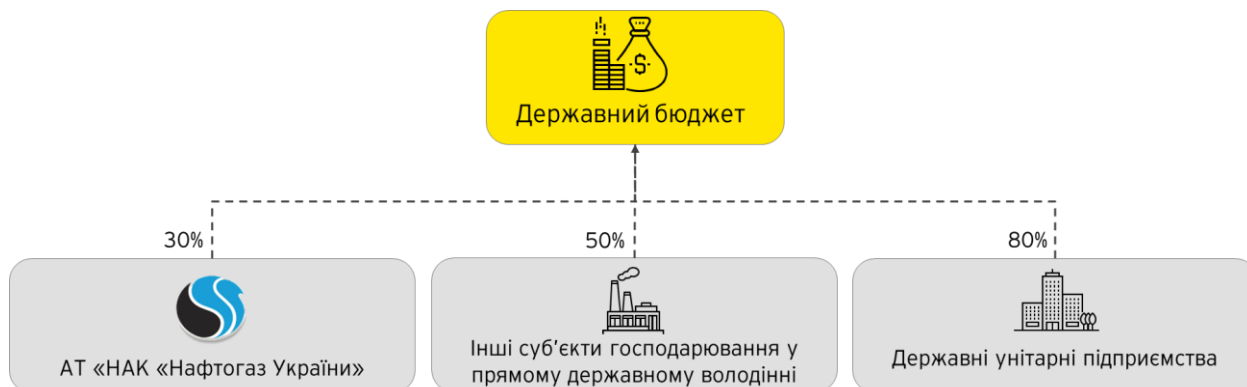 Державний бюджет
30%
50%
80%
АТ «НАК «Нафтогаз України»
Інші суб’єкти господарювання у
прямому державному володінні
Державні унітарні підприємства